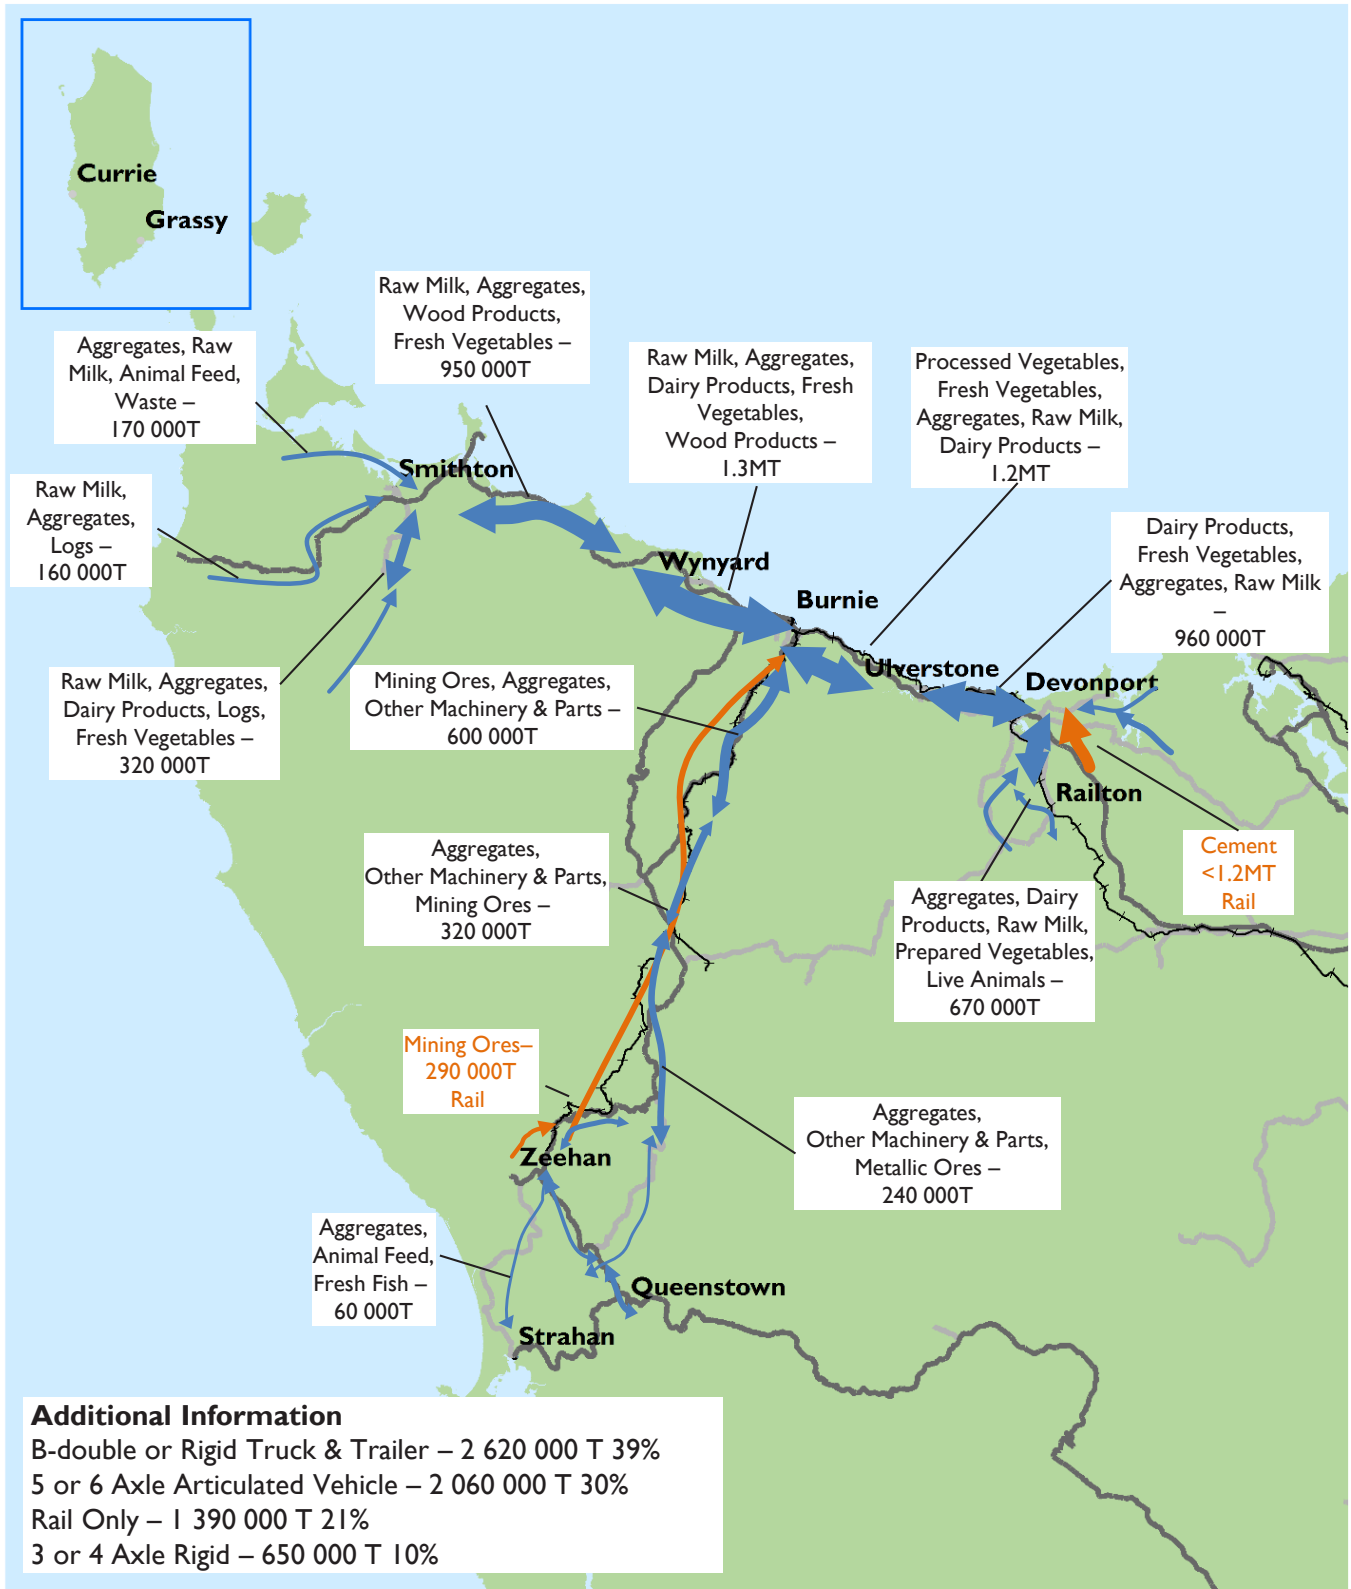 Currie
Grassy
Raw Milk, Aggregates,
Wood Products,
Fresh Vegetables –
950 000T
Aggregates, Raw
Milk, Animal Feed,
Waste –
170 000T
Raw Milk, Aggregates,
Dairy Products, Fresh
Vegetables,
Wood Products –
1.3MT
Processed Vegetables,
Fresh Vegetables,
Aggregates, Raw Milk,
Dairy Products –
1.2MT
Smithton
Raw Milk,
Aggregates,
Logs –
160 000T
Dairy Products,
Fresh Vegetables,
Aggregates, Raw Milk
–
960 000T
Wynyard
Burnie
Ulverstone
Devonport
Raw Milk, Aggregates,
Dairy Products, Logs,
Fresh Vegetables –
320 000T
Mining Ores, Aggregates,
Other Machinery & Parts –
600 000T
Railton
Cement
<1.2MT
Rail
Aggregates,
Other Machinery & Parts,
Mining Ores –
320 000T
Aggregates, Dairy
Products, Raw Milk,
Prepared Vegetables,
Live Animals –
670 000T
Mining Ores–
290 000T
Rail
Aggregates,
Other Machinery & Parts,
Metallic Ores –
240 000T
Zeehan
Aggregates,
Animal Feed,
Fresh Fish –
60 000T
Queenstown
Strahan
Additional Information
B-double or Rigid Truck & Trailer – 2 620 000 T 39%
5 or 6 Axle Articulated Vehicle – 2 060 000 T 30%
Rail Only – 1 390 000 T 21%
3 or 4 Axle Rigid – 650 000 T 10%